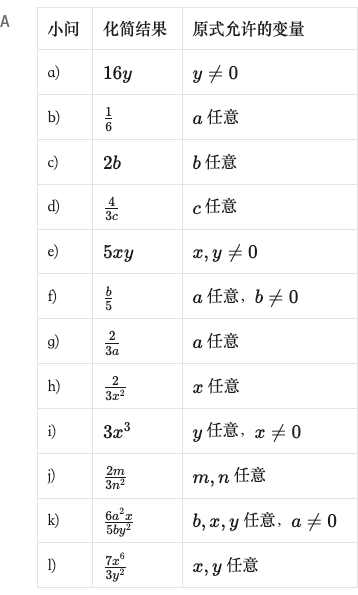 A
小问 化简结果 原式允许的变量
a) 16y y ≠ 0
b) 1/6 a 任意
c) 2b b 任意
d) 4/3c c 任意
e) 5xy x, y ≠ 0
f) b/5 a 任意，b ≠ 0
g) 2/3a a 任意
h) 2/3x² x 任意
i) 3x³ y 任意，x ≠ 0
j) 2m/3n² m, n 任意
k) 6a²x/5by² b, x, y 任意，a ≠ 0
l) 7x⁶/3y² x, y 任意